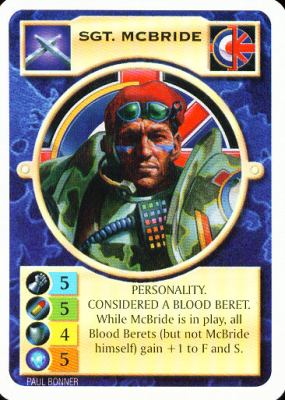 SGT. MCBRIDE
5
5
4
5
PERSONALITY.
CONSIDERED A BLOOD BERET.
While McBride is in play, all
Blood Berets (but not McBride
himself) gain +1 to F and S.
PAUL BONNER